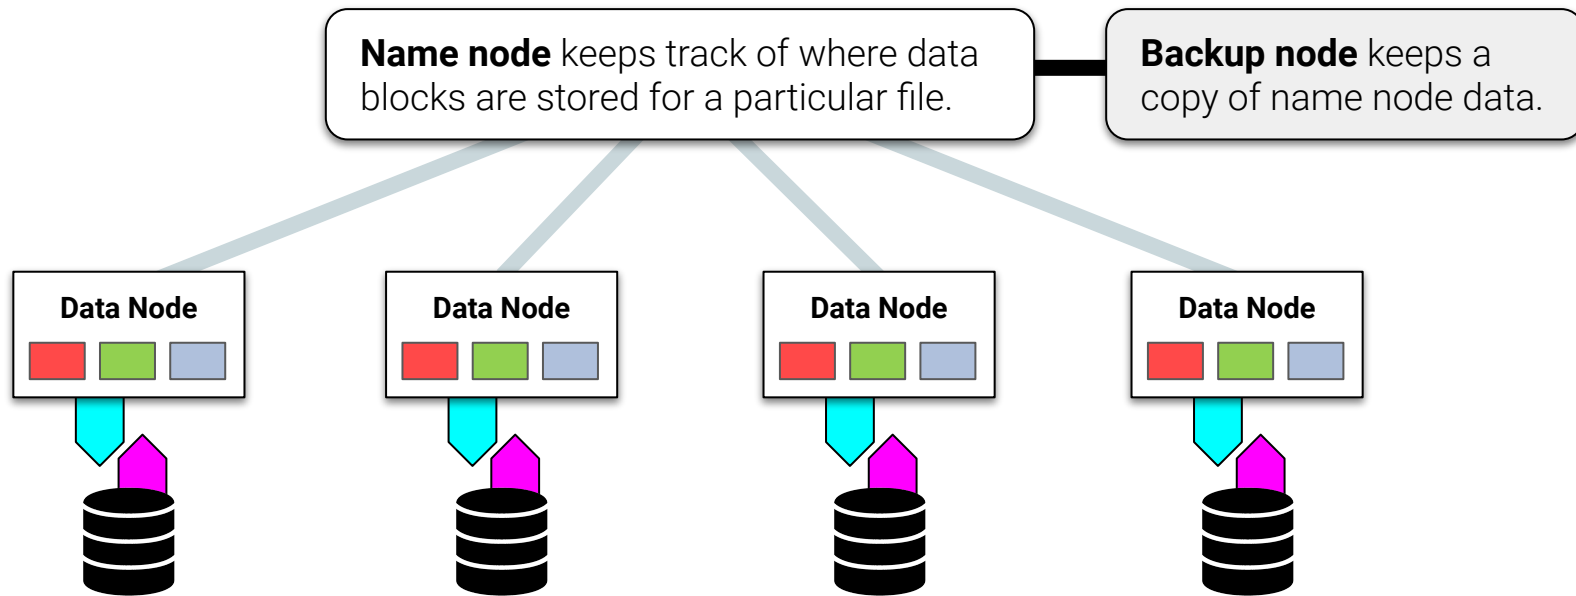 Name node keeps track of where data
blocks are stored for a particular file.
Backup node keeps a
copy of name node data.
Data Node
Data Node
Data Node
Data Node